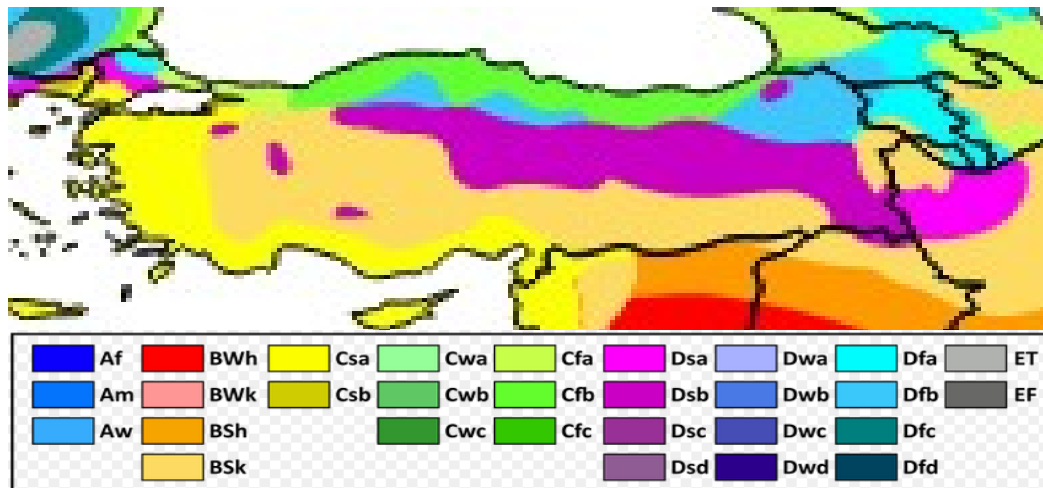 Af BWh Csa Cwa Cfa Dsa Dwa Dfa ET
Am BWk Csb Cwb Cfb Dsb Dwb Dfb EF
Aw BSh Cwc Cfc Dsc Dwc Dfc
BSk Dsd Dwd Dfd